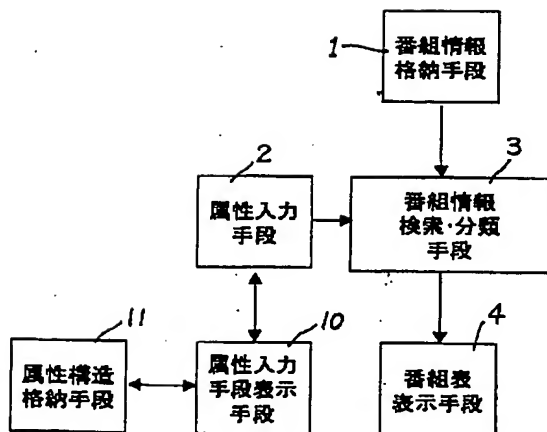 1
番組情報
格納手段
2
属性入力
手段
3
番組情報
検索・分類
手段
11
属性構造
格納手段
10
属性入力
手段表示
手段
4
番組表
表示手段